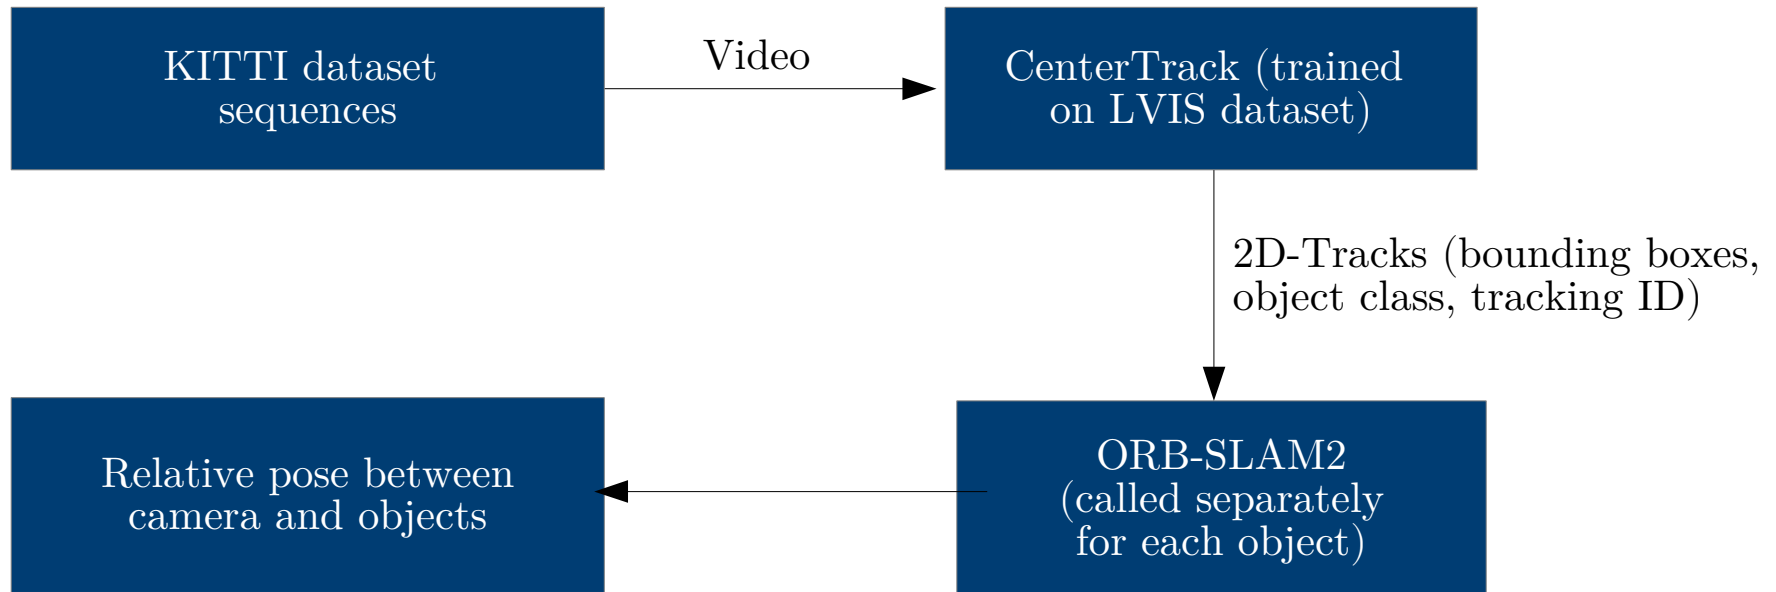 KITTI dataset
sequences
Video
CenterTrack (trained
on LVIS dataset)
2D-Tracks (bounding boxes,
object class, tracking ID)
ORB-SLAM2
(called separately
for each object)
Relative pose between
camera and objects